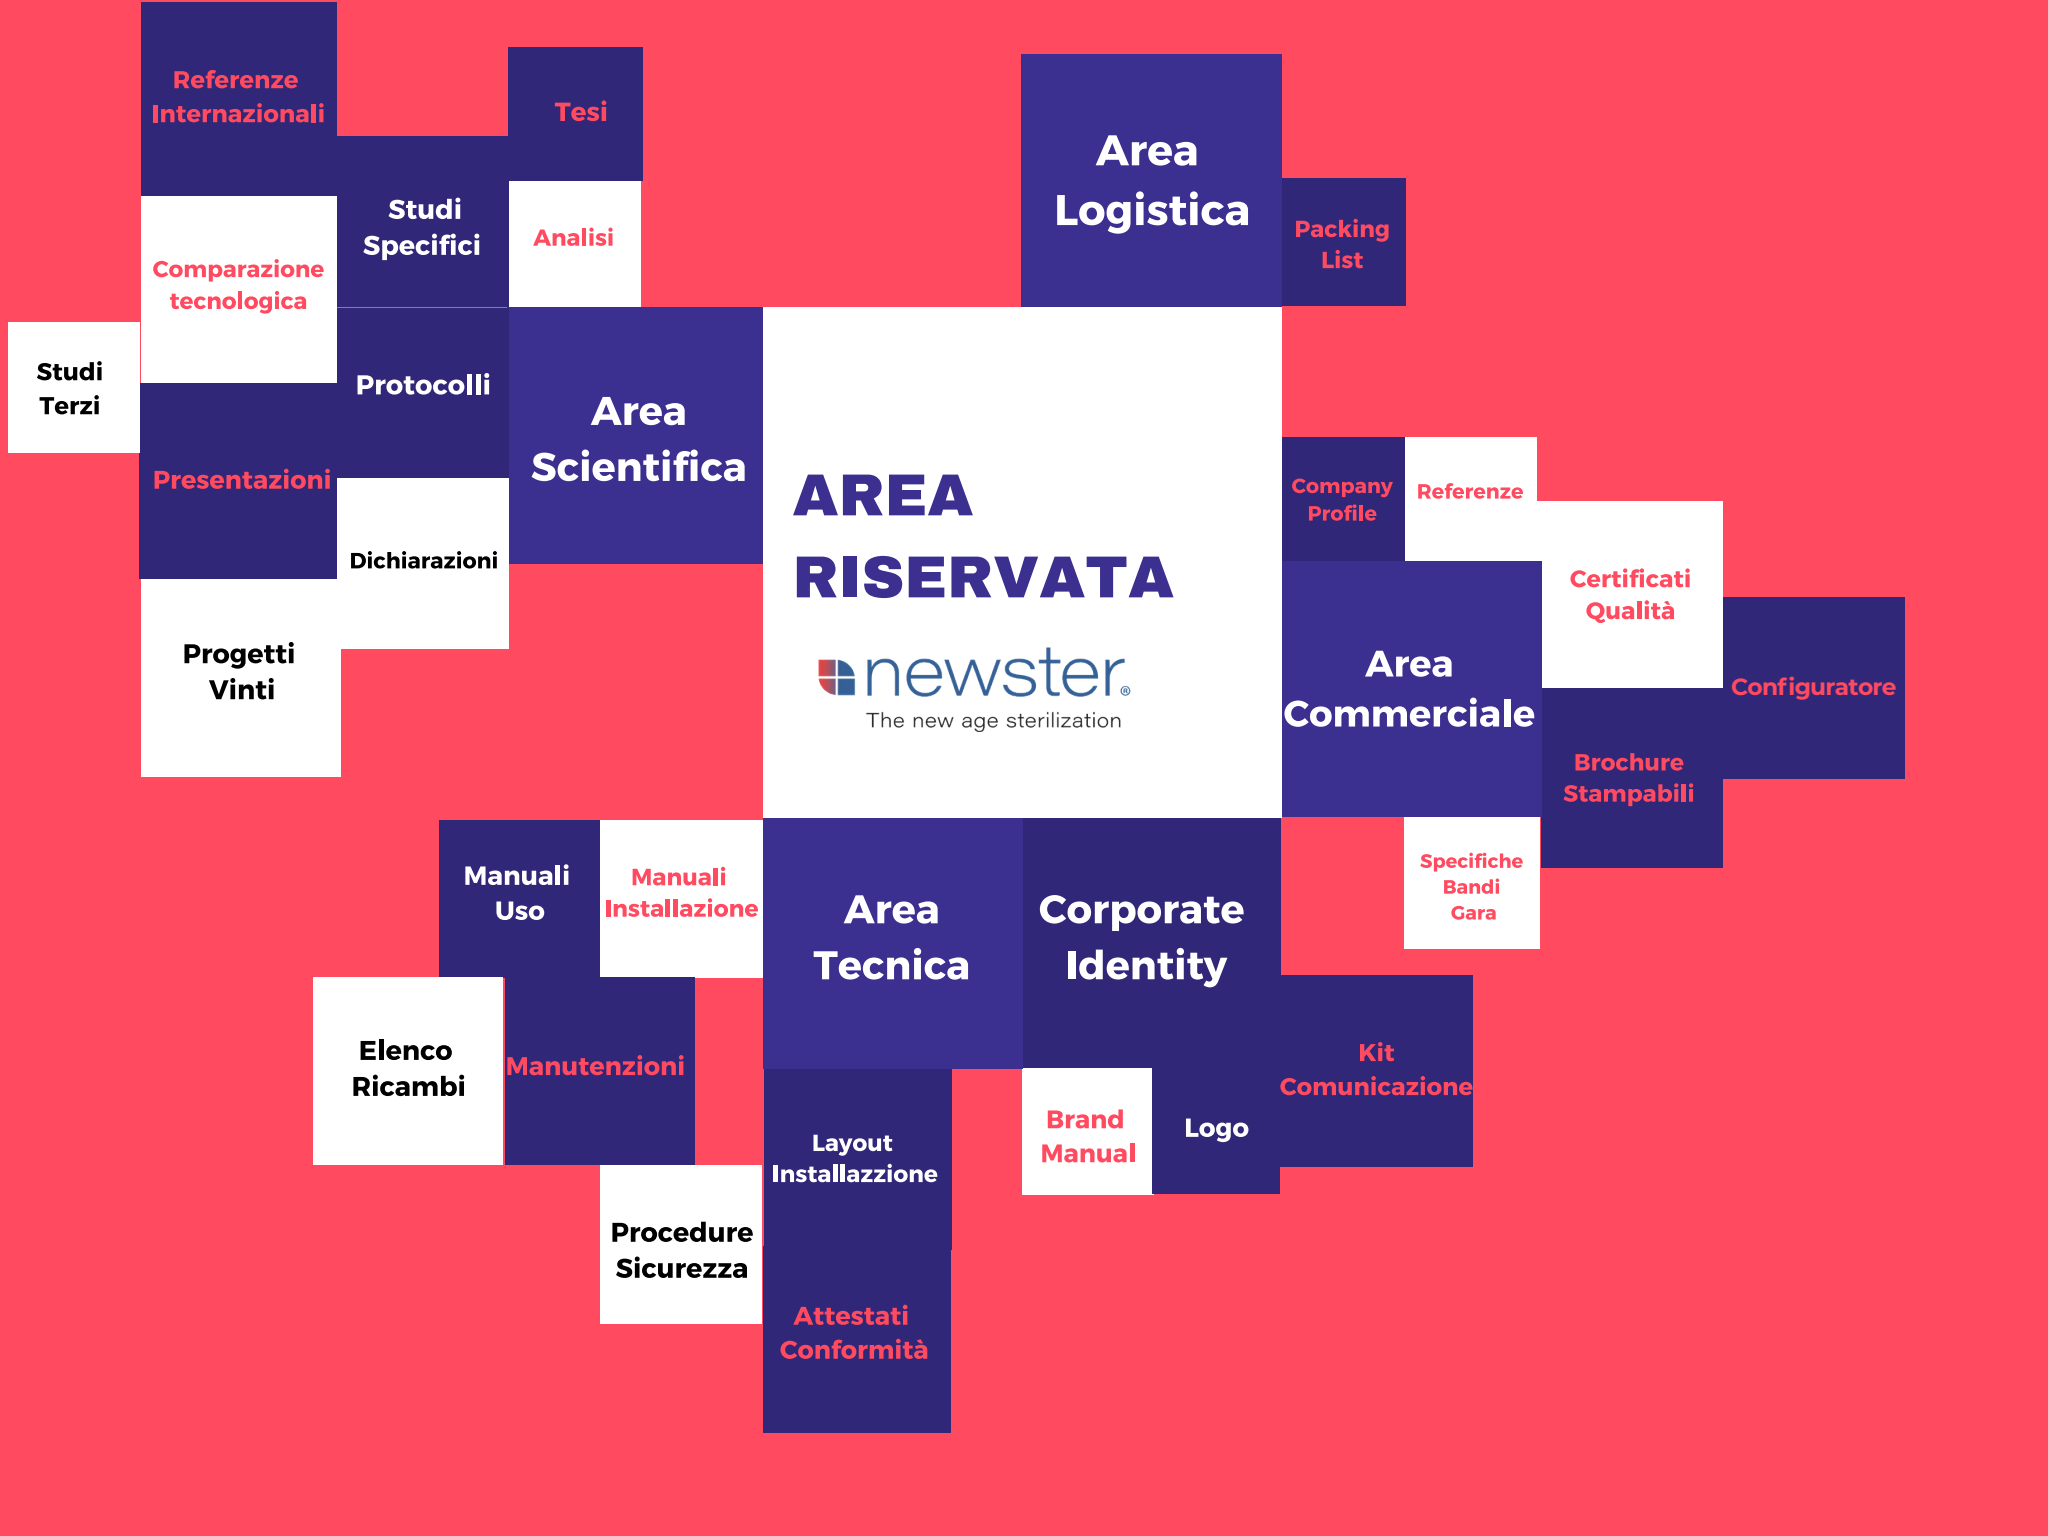 Referenze
Internazionali
Tesi
Studi
Specifici
Analisi
Comparazione
tecnologica
Studi
Terzi
Protocolli
Presentazioni
Dichiarazioni
Progetti
Vinti
Area
Scientifica
Area
Logistica
Packing
List
AREA
RISERVATA
newster®
The new age sterilization
Company
Profile
Referenze
Certificati
Qualità
Configuratore
Area
Commerciale
Brochure
Stampabili
Specifiche
Bandi
Gara
Manuali
Uso
Manuali
Installazione
Area
Tecnica
Corporate
Identity
Elenco
Ricambi
Manutenzioni
Procedure
Sicurezza
Layout
Installazzione
Attestati
Conformità
Brand
Manual
Logo
Kit
Comunicazione